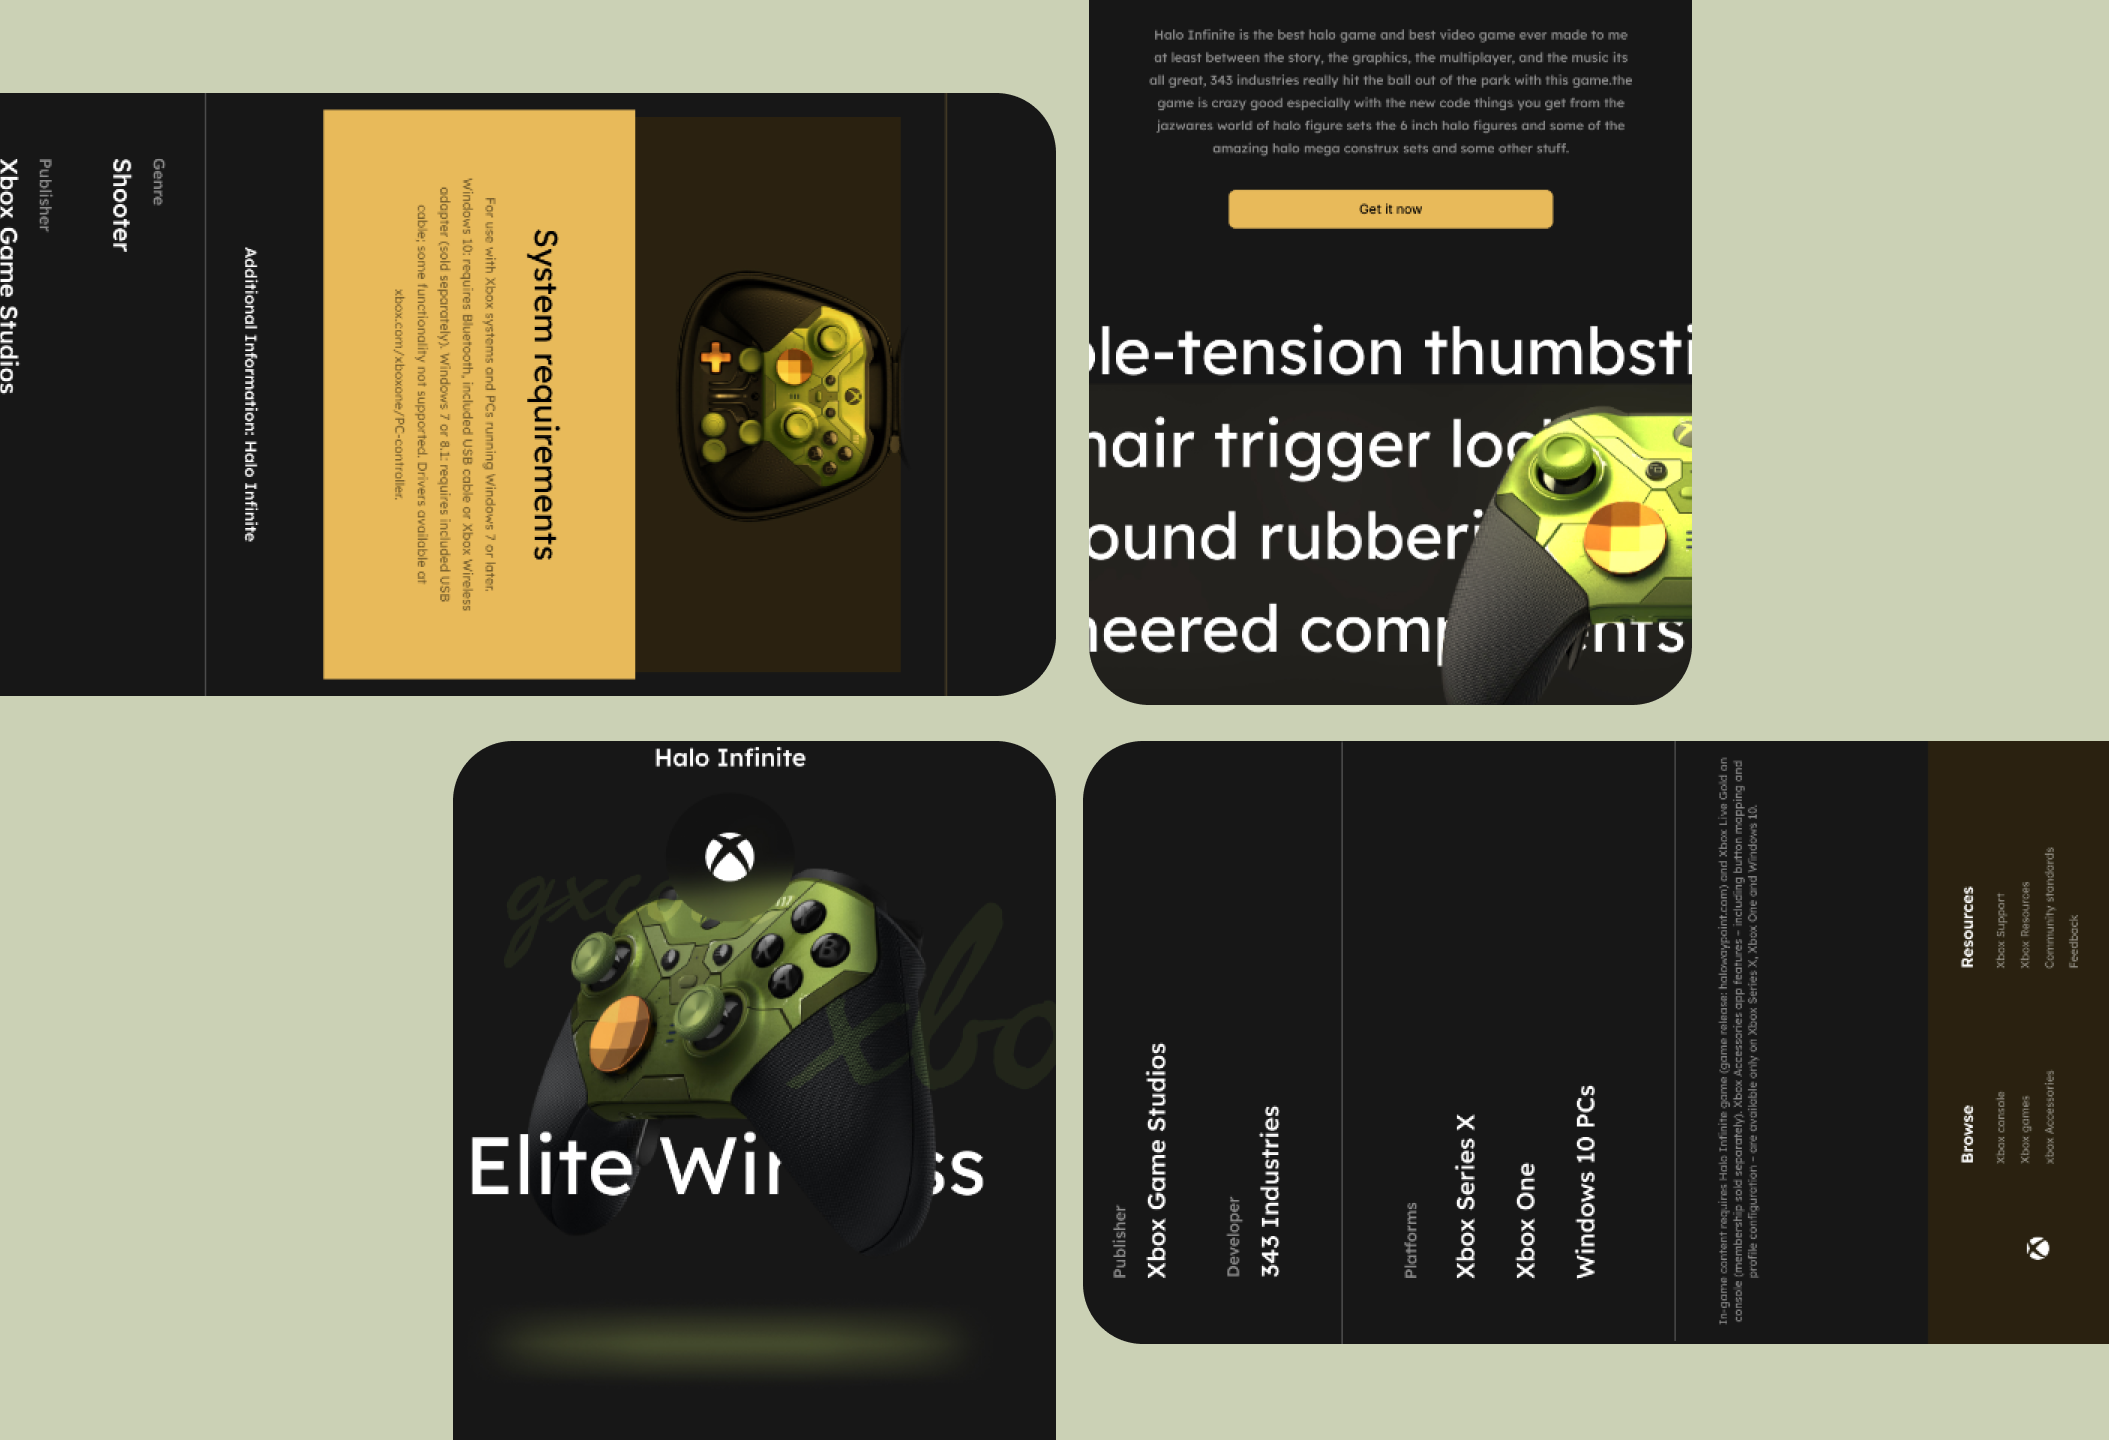 System requirements
For use with Xbox systems and PCs running Windows 7 or later.
Windows 10: requires Bluetooth, included USB cable or Xbox Wireless
adapter (sold separately). Windows 7 or 8.1: requires included USB
cable; some functionality not supported. Drivers available at
xbox.com/xboxone/PC-controller.
Additional Information: Halo Infinite
Genre
Shooter
Publisher
Xbox Game Studios
Halo Infinite is the best halo game and best video game ever made to me
at least between the story, the graphics, the multiplayer, and the music its
all great, 343 industries really hit the ball out of the park with this game.the
game is crazy good especially with the new code things you get from the
jazwares world of halo figure sets the 6 inch halo figures and some of the
amazing halo mega construx sets and some other stuff.
Get it now
ble-tension thumbsti
hair trigger loc
ound rubberi
neered comp nts
Halo Infinite
gxco
xbo
Y
X
B
A
Elite Wir ss
Publisher
Xbox Game Studios
Developer
343 Industries
Platforms
Xbox Series X
Xbox One
Windows 10 PCs
In-game content requires Halo Infinite game (game release: halowaypoint.com) and Xbox Live Gold on
console (membership sold separately). Xbox Accessories app features – including button mapping and
profile configuration – are available only on Xbox Series X, Xbox One and Windows 10.
Browse
Xbox console
Xbox games
xbox Accessories
Resources
Xbox Support
Xbox Resources
Community standards
Feedback